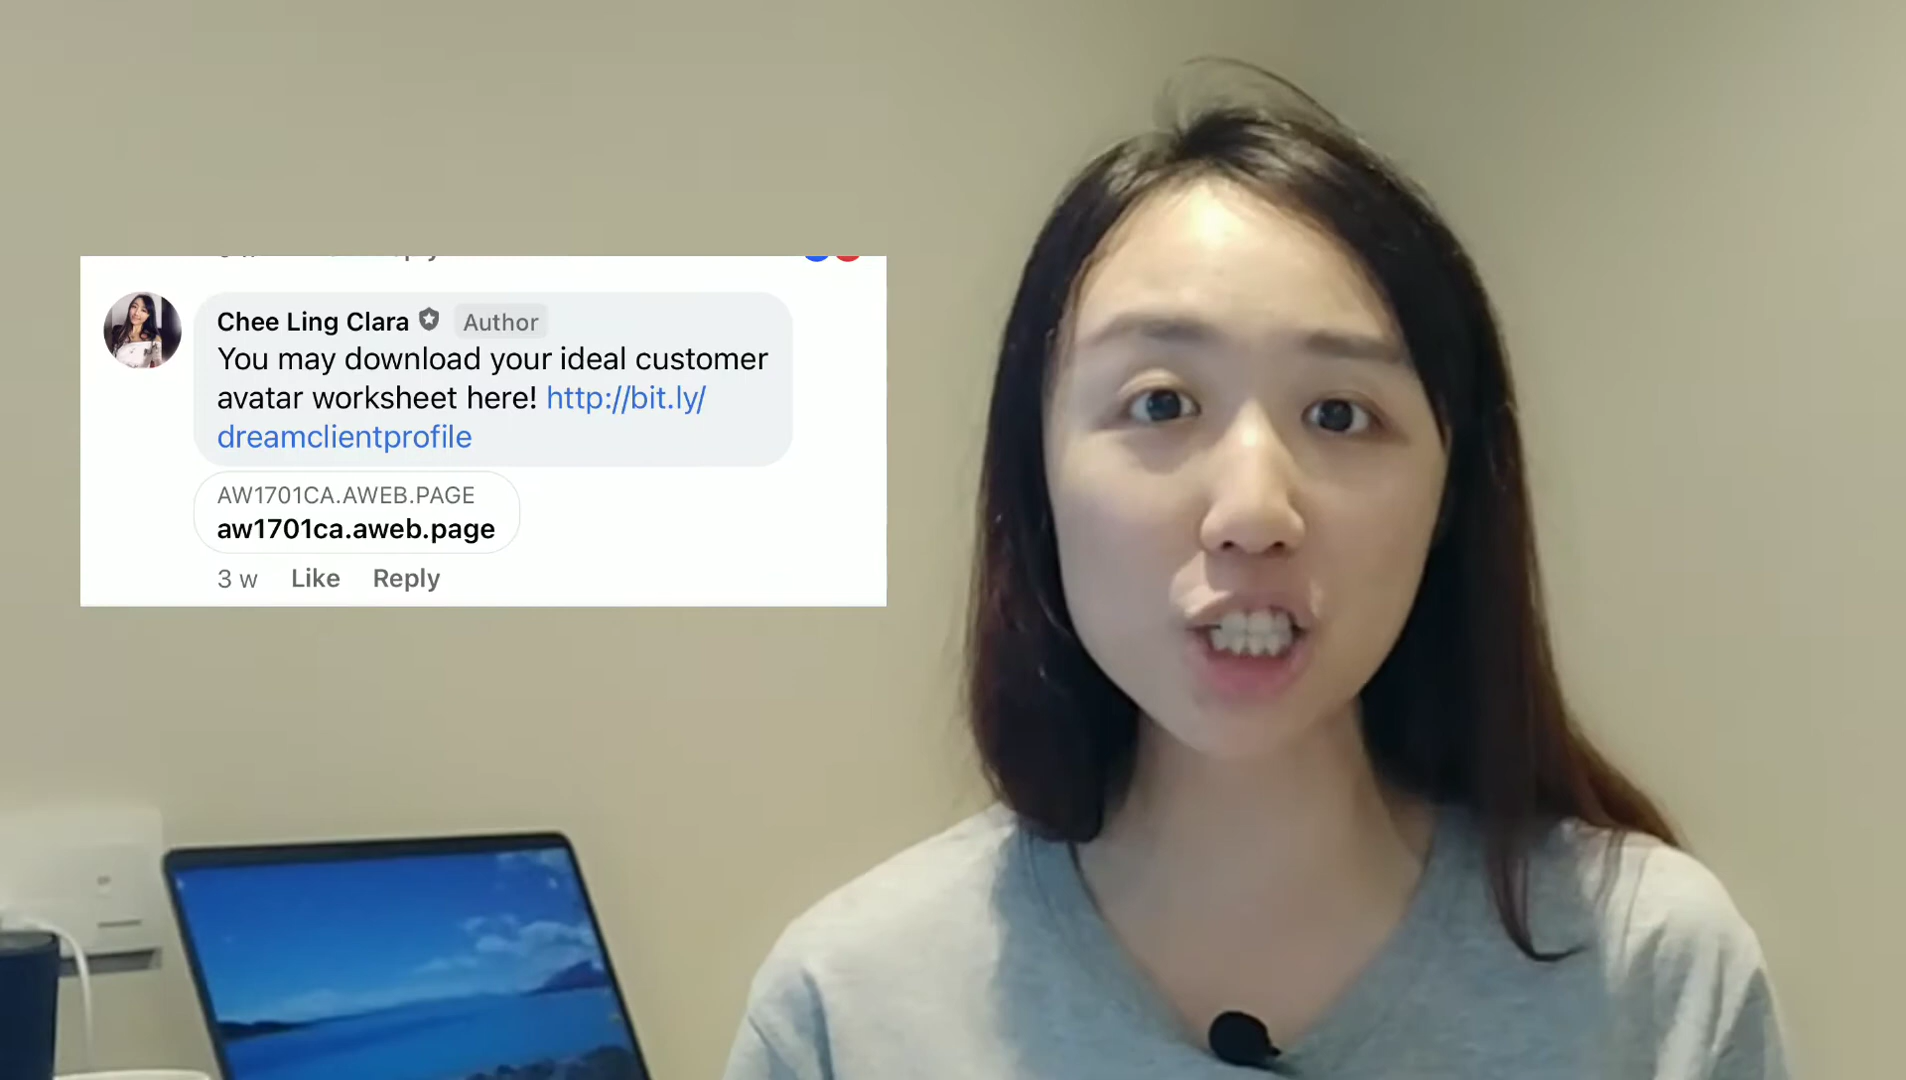 Chee Ling Clara Author
You may download your ideal customer
avatar worksheet here! http://bit.ly/
dreamclientprofile
AW1701CA.AWEB.PAGE
aw1701ca.aweb.page
3 w Like Reply